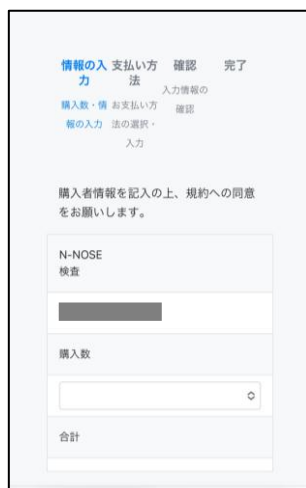 情報の入力 支払い方法 確認 完了
購入数・情報の入力 お支払い方法の選択・入力 入力情報の確認
購入者情報を記入の上、規約への同意
をお願いします。
N-NOSE
検査
購入数
合計